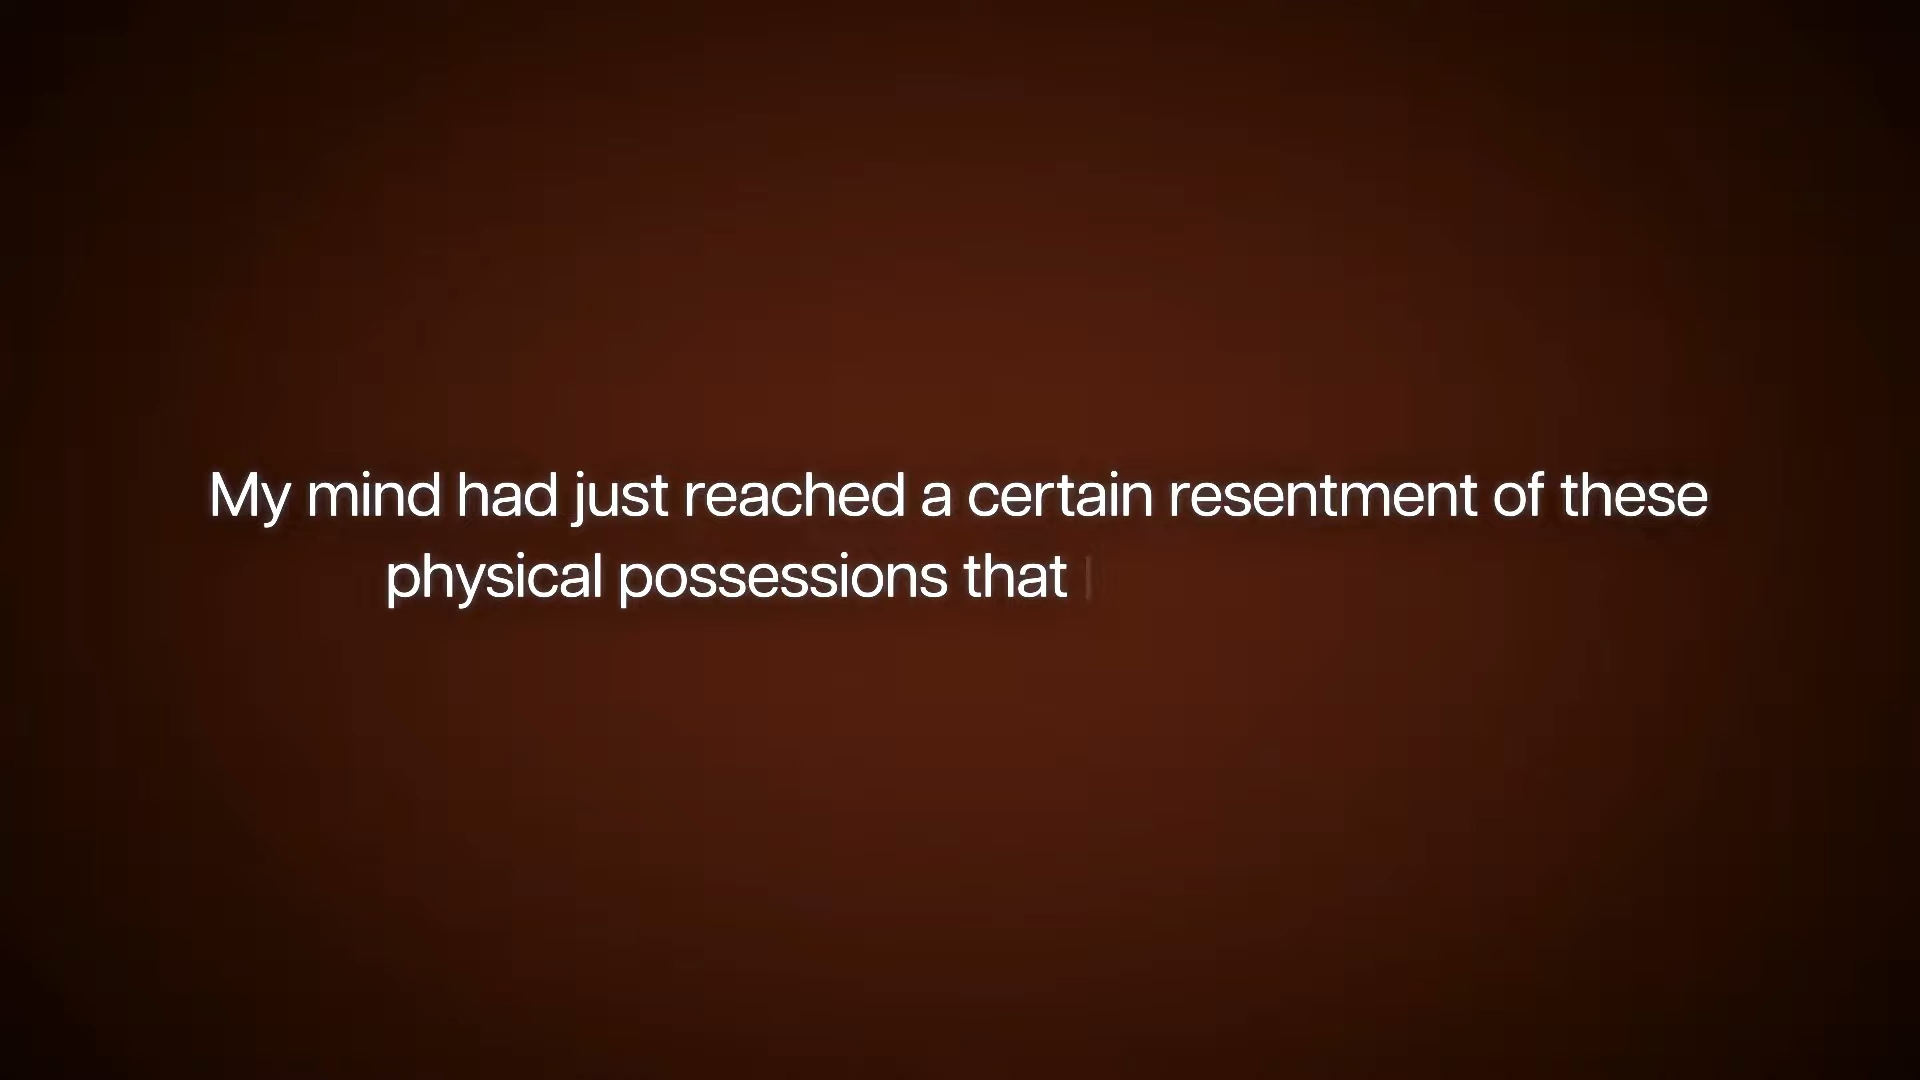 My mind had just reached a certain resentment of these
physical possessions that